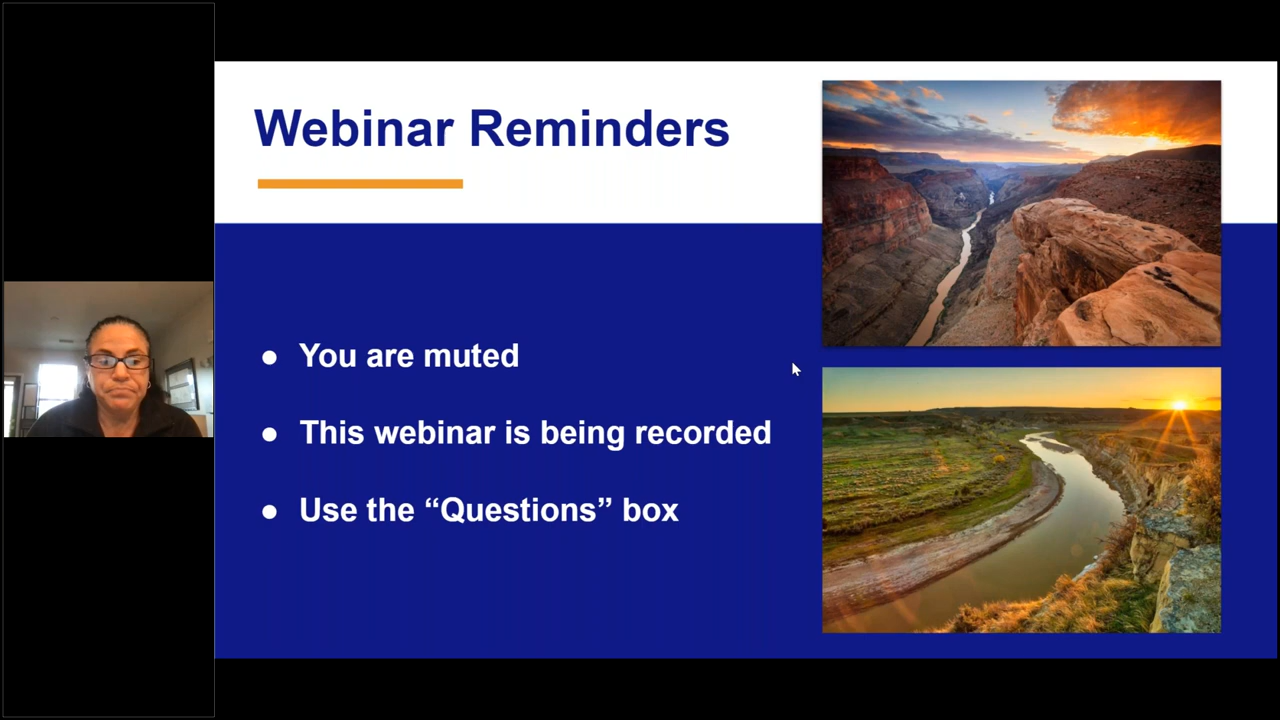 Webinar Reminders
● You are muted
● This webinar is being recorded
● Use the “Questions” box